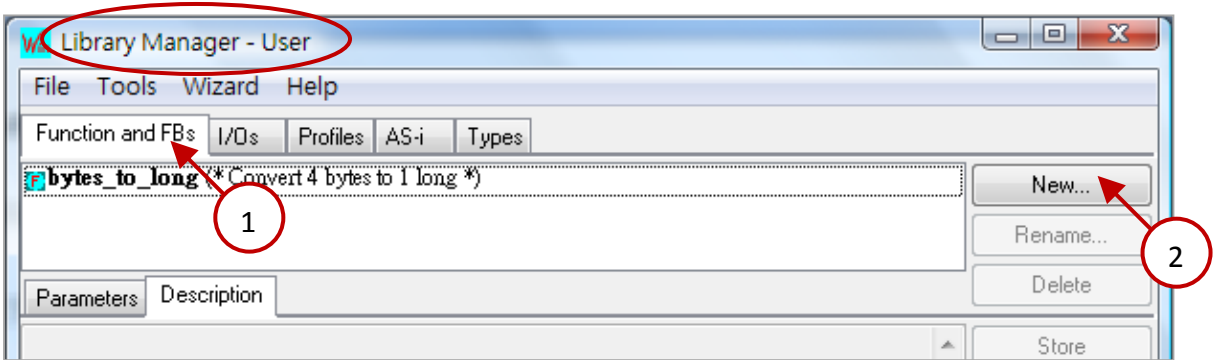 Library Manager - User
File Tools Wizard Help
Function and FBs I/Os Profiles AS-i Types
bytes_to_long (* Convert 4 bytes to 1 long *)
New...
1
Rename...
2
Delete
Parameters Description
Store